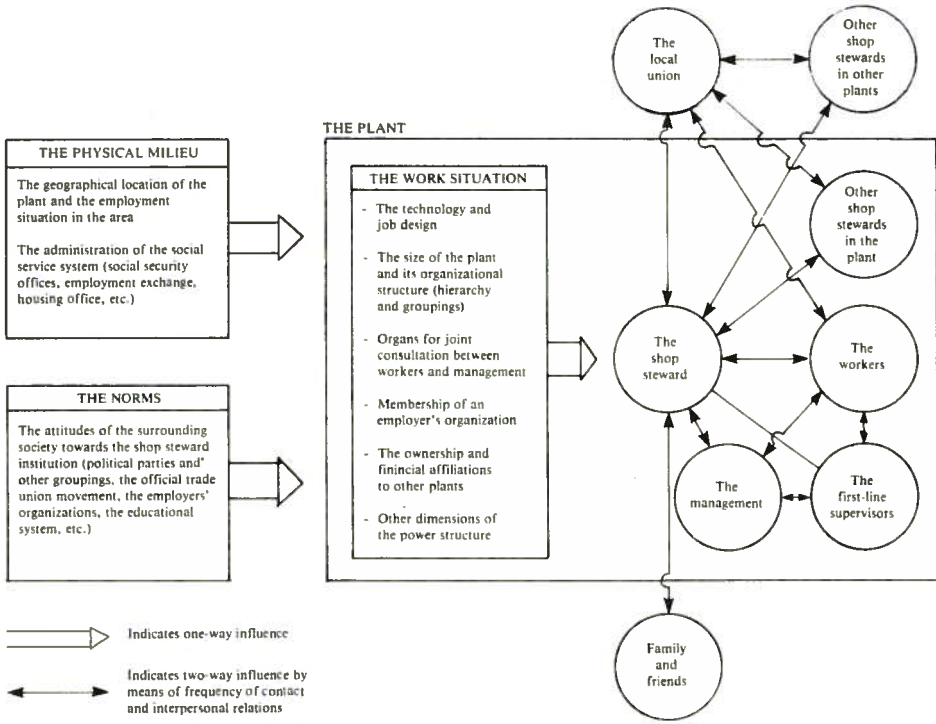 THE PHYSICAL MILIEU
The geographical location of the
plant and the employment
situation in the area
The administration of the social
service system (social security
offices, employment exchange,
housing office, etc.)
THE NORMS
The attitudes of the surrounding
society towards the shop steward
institution (political parties and'
other groupings, the official trade
union movement, the employers'
organizations, the educational
system, etc.)
Indicates one-way influence
Indicates two-way influence by
means of frequency of contact
and interpersonal relations
THE PLANT
THE WORK SITUATION
- The technology and
job design
- The size of the plant
and its organizational
structure (hierarchy
and groupings)
- Organs for joint
consultation between
workers and management
- Membership of an
employer's organization
- The ownership and
finincial affiliations
to other plants
- Other dimensions of
the power structure
The
local
union
Other
shop
stewards
in other
plants
Other
shop
stewards
in the
plant
The
shop
steward
The
workers
The
management
The
first-line
supervisors
Family
and
friends